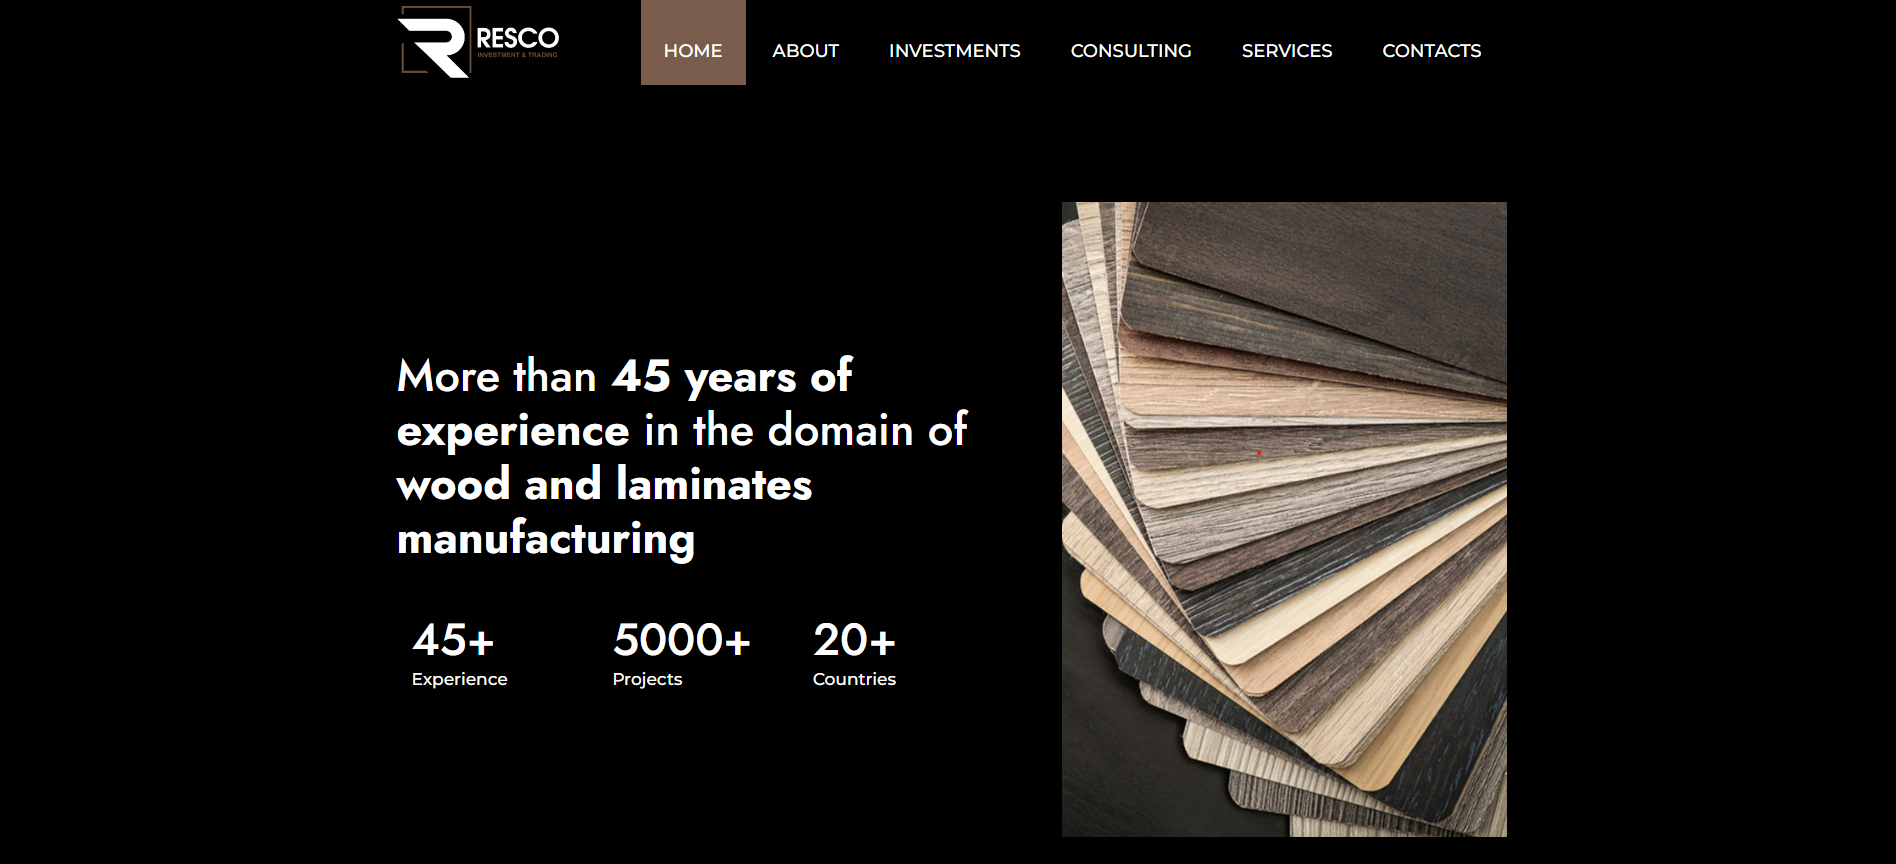 RESCO
INVESTMENT & TRADING
HOME
ABOUT
INVESTMENTS
CONSULTING
SERVICES
CONTACTS
More than 45 years of
experience in the domain of
wood and laminates
manufacturing
45+
Experience
5000+
Projects
20+
Countries